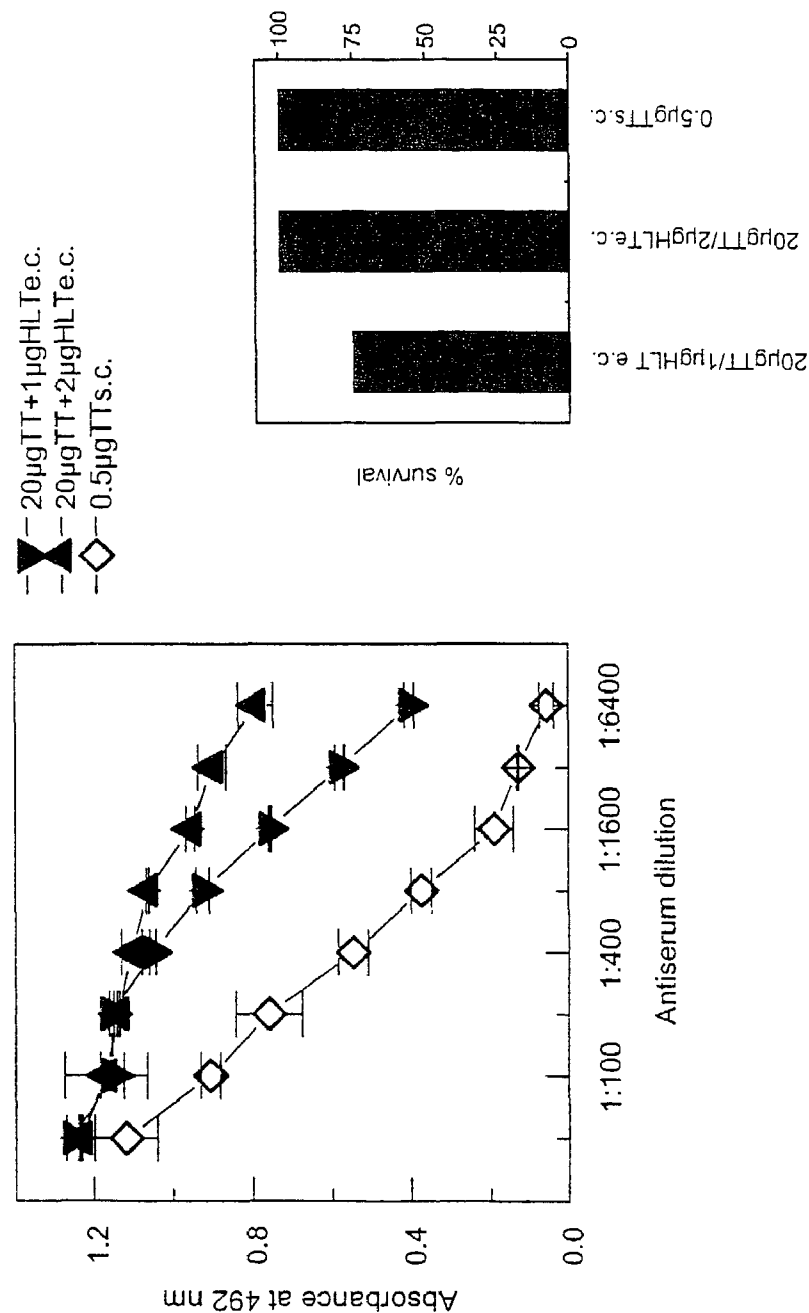 20µgTT+1µgHLTe.c.
20µgTT+2µgHLTe.c.
0.5µgTTs.c.
Absorbance at 492 nm
1.2
0.8
0.4
0.0
1:100
1:400
1:1600
1:6400
Antiserum dilution
% survival
100
75
50
25
0
20µgTT/1µgHLT e.c.
20µgTT/2µgHLTe.c.
0.5µgTTs.c.